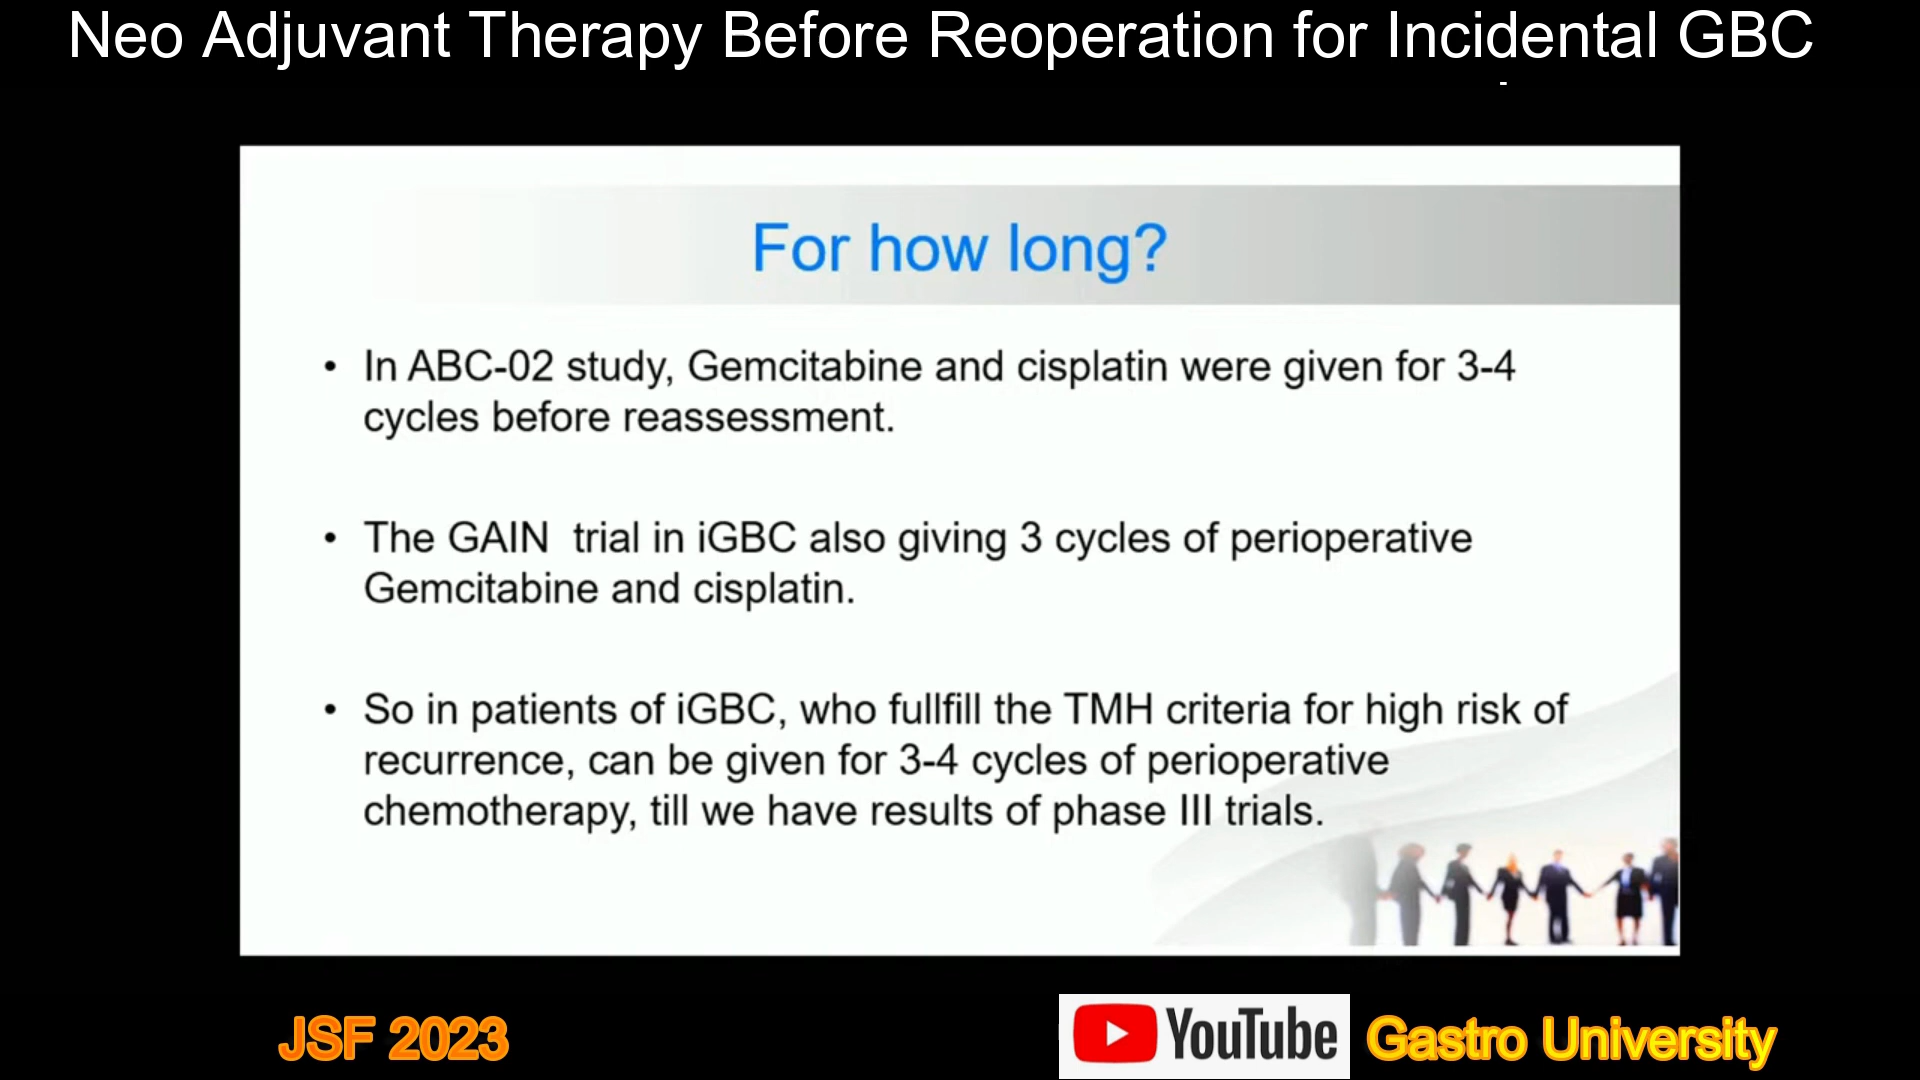 Neo Adjuvant Therapy Before Reoperation for Incidental GBC
For how long?
• In ABC-02 study, Gemcitabine and cisplatin were given for 3-4
cycles before reassessment.
• The GAIN  trial in iGBC also giving 3 cycles of perioperative
Gemcitabine and cisplatin.
• So in patients of iGBC, who fullfill the TMH criteria for high risk of
recurrence, can be given for 3-4 cycles of perioperative
chemotherapy, till we have results of phase III trials.
JSF 2023
YouTube
Gastro University